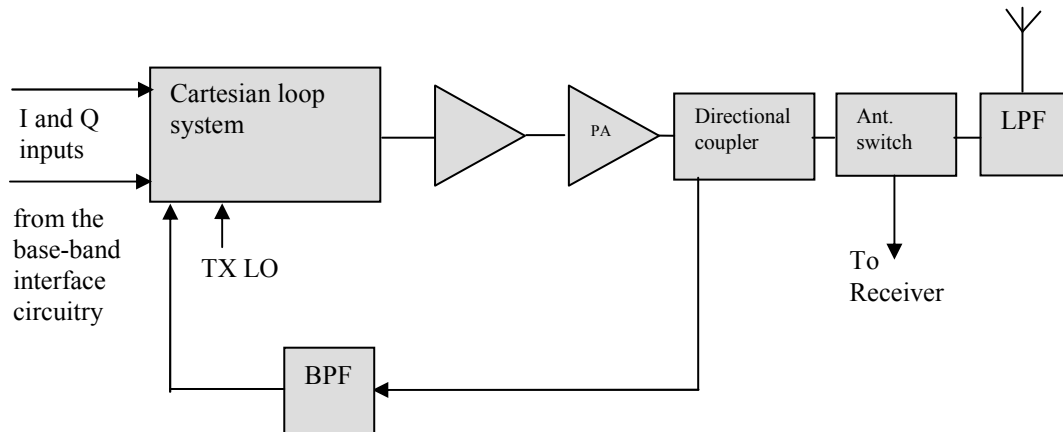 I and Q
inputs
from the
base-band
interface
circuitry
Cartesian loop
system
TX LO
PA
Directional
coupler
Ant.
switch
LPF
To
Receiver
BPF